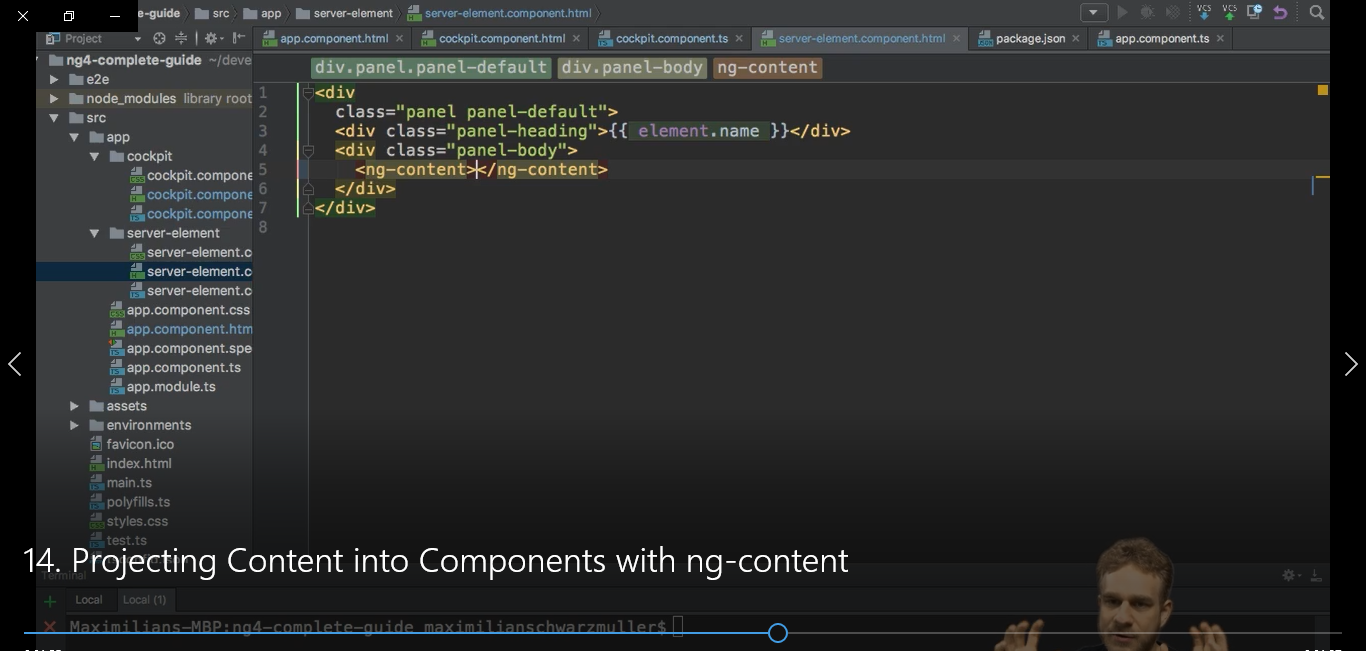 e-guide src app server-element server-element.component.html
VCS VCS
Project
app.component.html cockpit.component.html cockpit.component.ts server-element.component.html package.json app.component.ts
ng4-complete-guide ~/deve
e2e
node_modules library root
src
app
cockpit
cockpit.compone
cockpit.compone
cockpit.compone
server-element
server-element.c
server-element.c
server-element.c
app.component.css
app.component.htm
app.component.spe
app.component.ts
app.module.ts
assets
environments
favicon.ico
index.html
main.ts
polyfills.ts
styles.css
test.ts
div.panel.panel-default div.panel-body ng-content
1 <div
2 class="panel panel-default">
3 <div class="panel-heading">{{ element.name }}</div>
4 <div class="panel-body">
5 <ng-content></ng-content>
6 </div>
7 </div>
8
14. Projecting Content into Components with ng-content
Terminal
+ Local Local (1)
Maximilians-MBP:ng4-complete-guide maximilianschwarzmuller$